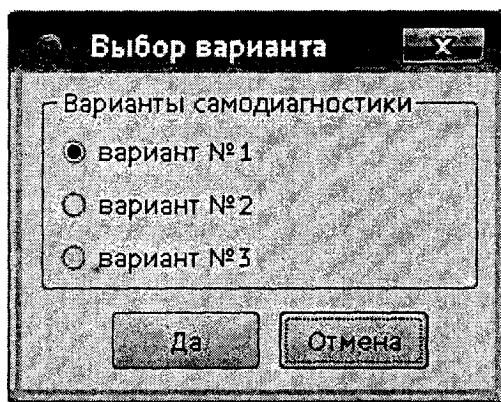 Выбор варианта
Варианты самодиагностики
вариант №1
вариант №2
вариант №3
Да
Отмена